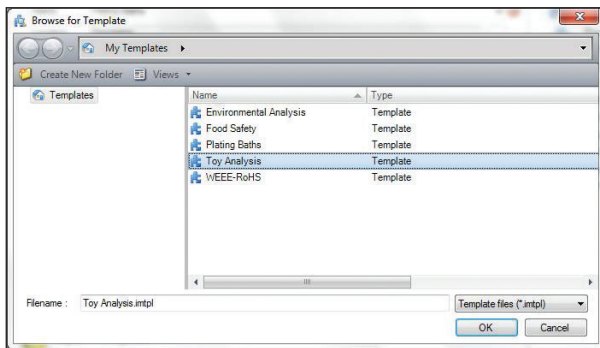 Browse for Template
My Templates
Create New Folder Views
Templates
Name Type
Environmental Analysis Template
Food Safety Template
Plating Baths Template
Toy Analysis Template
WEEE-RoHS Template
Filename : Toy Analysis.imtpl Template files (*.imtpl)
OK Cancel